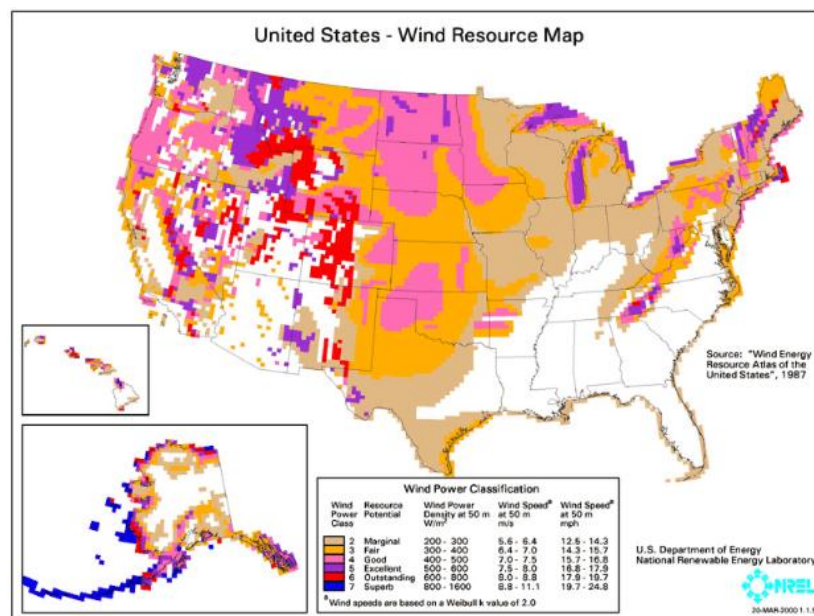 United States - Wind Resource Map
Source: "Wind Energy
Resource Atlas of the
United States", 1987
Wind Power Classification
Wind Power Class
Resource Potential
Wind Power Density at 50 m W/m²
Wind Speedᵃ at 50 m m/s
Wind Speedᵃ at 50 m mph
2 Marginal 200 - 300 5.6 - 6.4 12.5 - 14.3
3 Fair 300 - 400 6.4 - 7.0 14.3 - 15.7
4 Good 400 - 500 7.0 - 7.5 15.7 - 16.8
5 Excellent 500 - 600 7.5 - 8.0 16.8 - 17.9
6 Outstanding 600 - 800 8.0 - 8.8 17.9 - 19.7
7 Superb 800 - 1600 8.8 - 11.1 19.7 - 24.8
ᵃ Wind speeds are based on a Weibull k value of 2.0
U.S. Department of Energy
National Renewable Energy Laboratory
NREL
20-MAR-2000 1.1.1